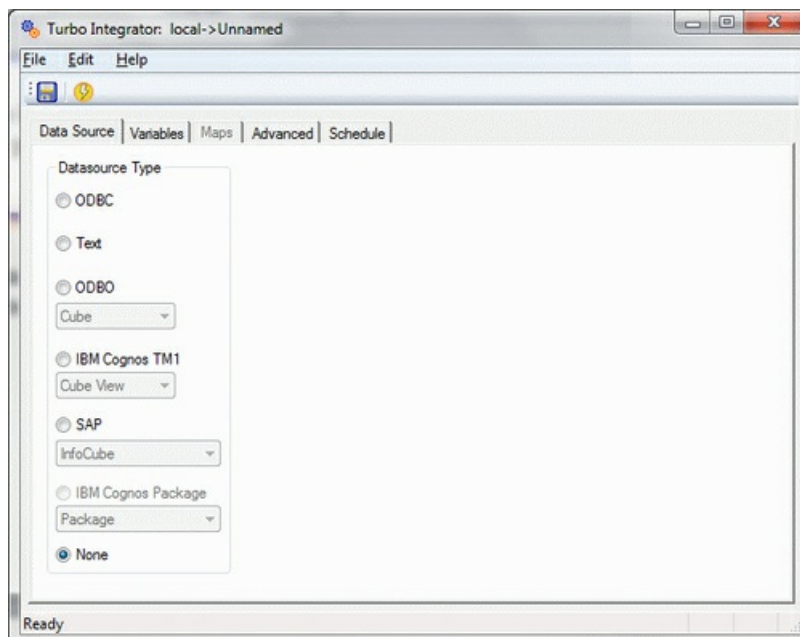 Turbo Integrator: local->Unnamed
File Edit Help
Data Source Variables Maps Advanced Schedule
Datasource Type
ODBC
Text
ODBO
Cube
IBM Cognos TM1
Cube View
SAP
InfoCube
IBM Cognos Package
Package
None
Ready